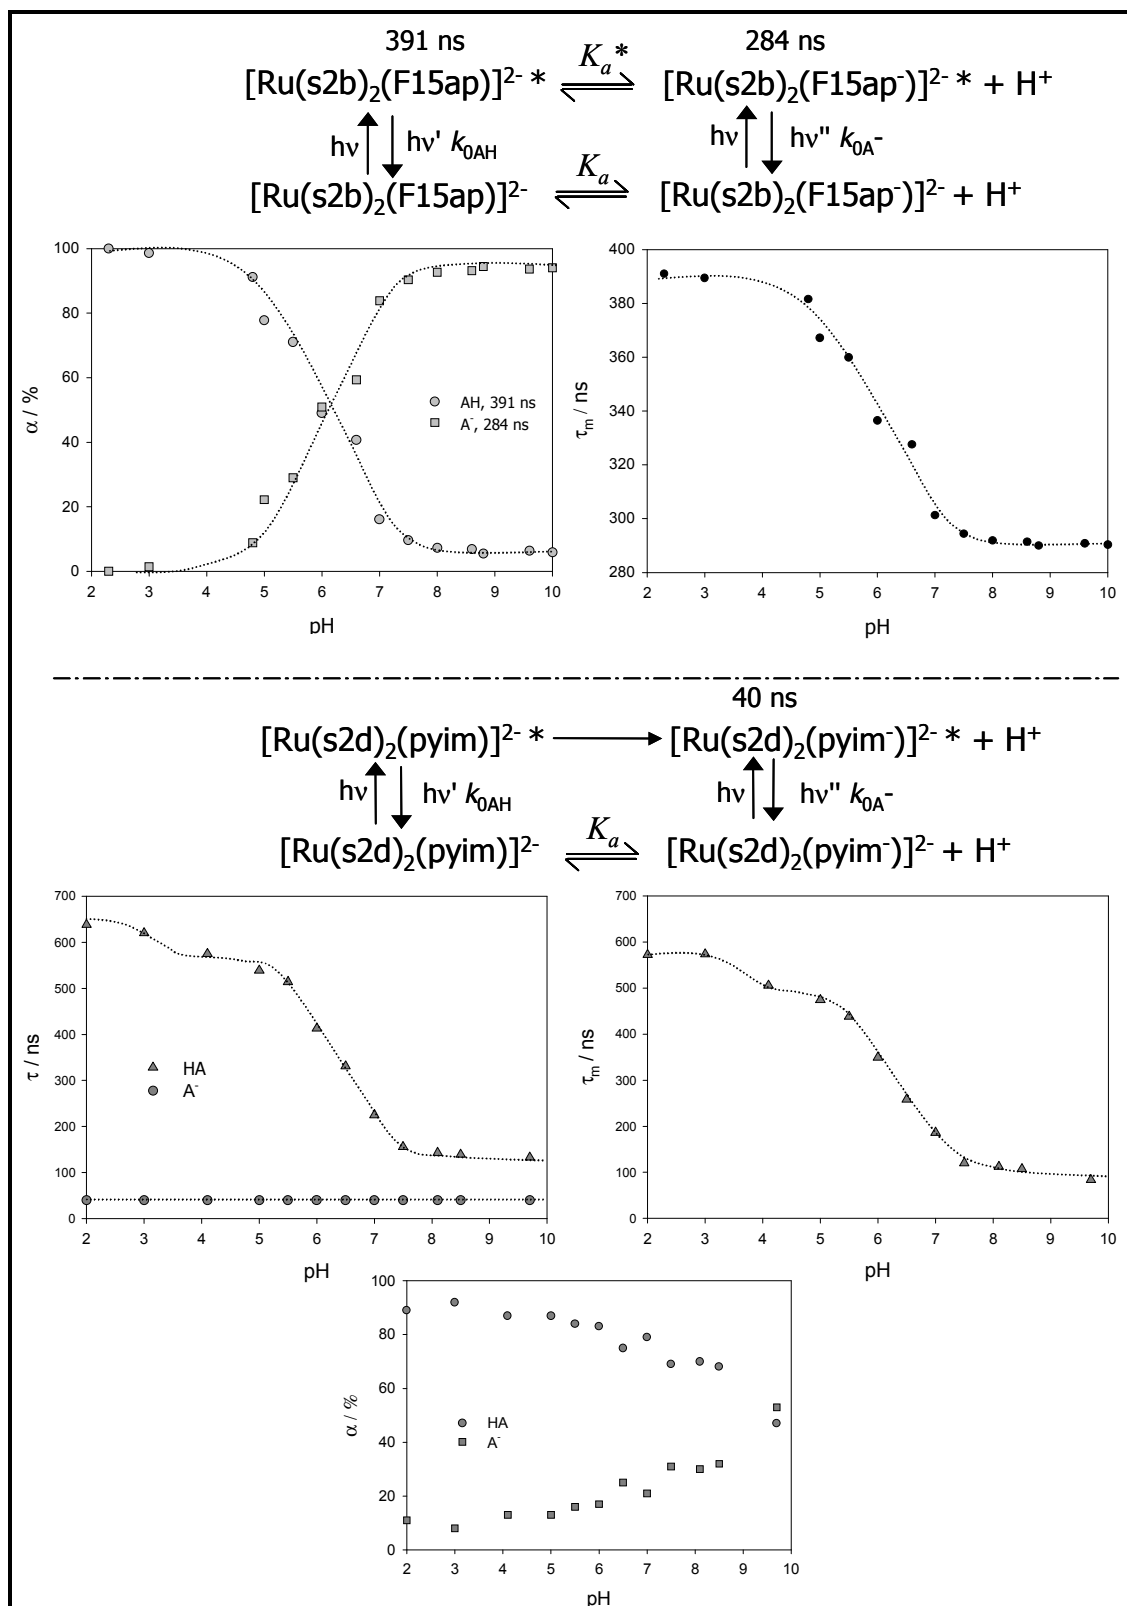 391 ns 284 ns
[Ru(s2b)₂(F15ap)]²⁻ * Kₐ* [Ru(s2b)₂(F15ap⁻)]²⁻ * + H⁺
hν hν' k₀AH hν hν'' k₀A⁻
[Ru(s2b)₂(F15ap)]²⁻ Kₐ [Ru(s2b)₂(F15ap⁻)]²⁻ + H⁺
100
80
60
40
20
0
α / %
AH, 391 ns
A⁻, 284 ns
2 3 4 5 6 7 8 9 10
pH
400
380
360
340
320
300
280
τₘ / ns
2 3 4 5 6 7 8 9 10
pH
40 ns
[Ru(s2d)₂(pyim)]²⁻ * [Ru(s2d)₂(pyim⁻)]²⁻ * + H⁺
hν hν' k₀AH hν hν'' k₀A⁻
[Ru(s2d)₂(pyim)]²⁻ Kₐ [Ru(s2d)₂(pyim⁻)]²⁻ + H⁺
700
600
500
400
300
200
100
0
τ / ns
HA
A⁻
2 3 4 5 6 7 8 9 10
pH
700
600
500
400
300
200
100
0
τₘ / ns
2 3 4 5 6 7 8 9 10
pH
100
80
60
40
20
0
α / %
HA
A⁻
2 3 4 5 6 7 8 9 10
pH